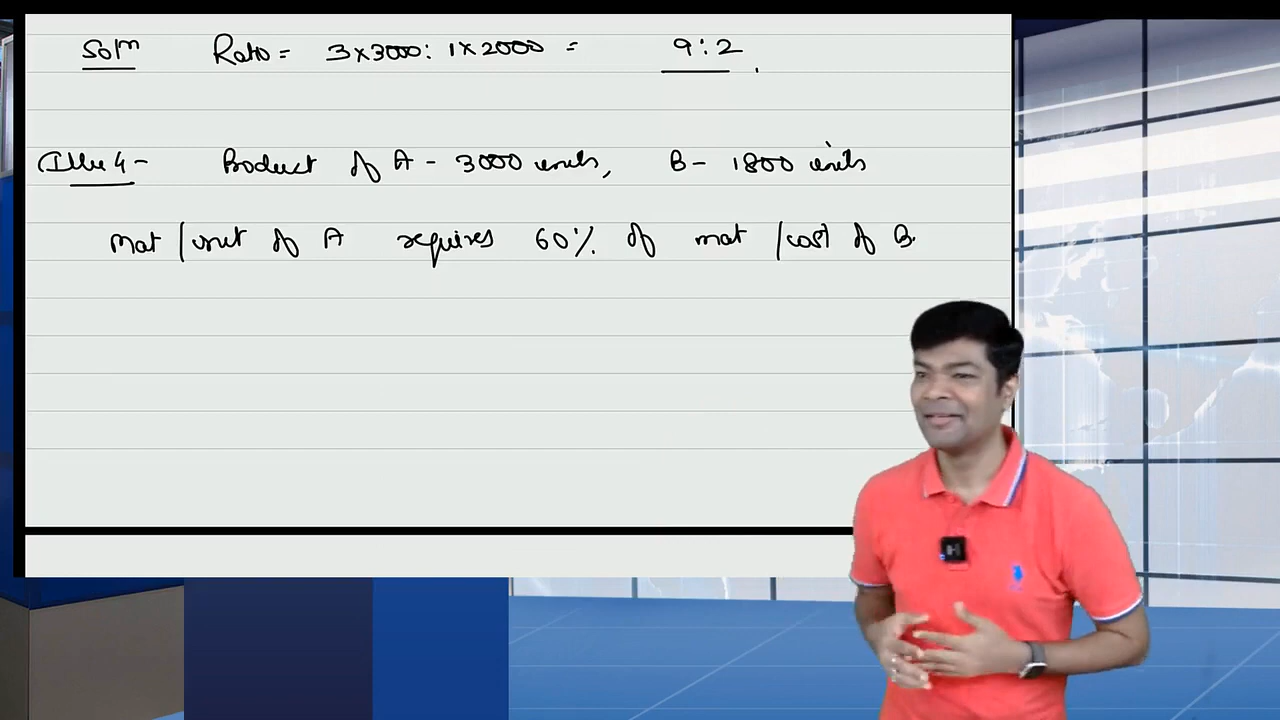 Soln Ratio = 3x3000 : 1x2000 = 9:2
Illu 4- Product of A - 3000 units, B - 1800 units
Mat / unit of A requires 60% of mat / cost of B.
H